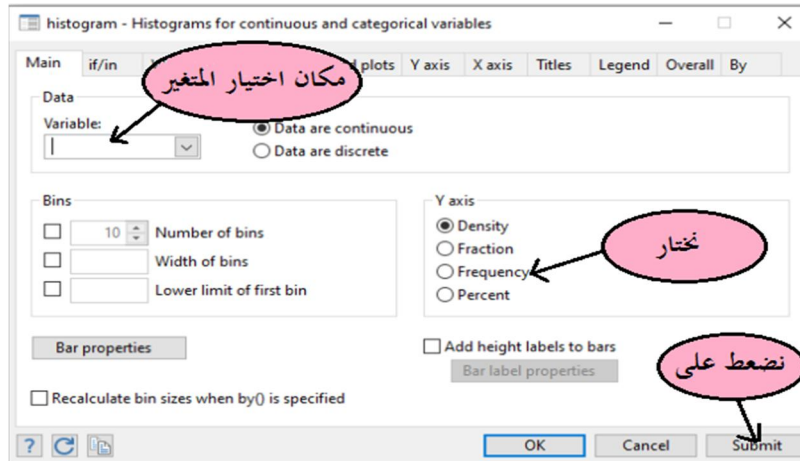 histogram - Histograms for continuous and categorical variables
Main if/in plots Y axis X axis Titles Legend Overall By
مكان اختيار المتغير
Data
Variable:
Data are continuous
Data are discrete
Bins
10 Number of bins
Width of bins
Lower limit of first bin
Y axis
Density
Fraction
Frequency
Percent
نختار
Bar properties
Add height labels to bars
Bar label properties
نضعط على
Recalculate bin sizes when by() is specified
? OK Cancel Submit